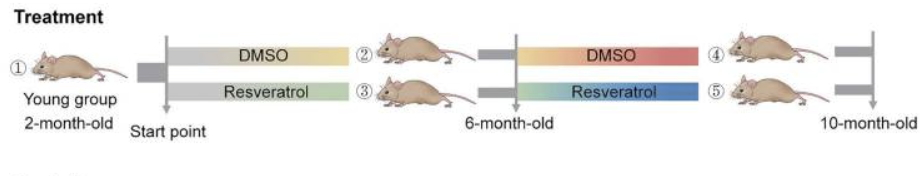 Treatment
① DMSO ② DMSO ④
Resveratrol ③ Resveratrol ⑤
Young group
2-month-old Start point 6-month-old 10-month-old